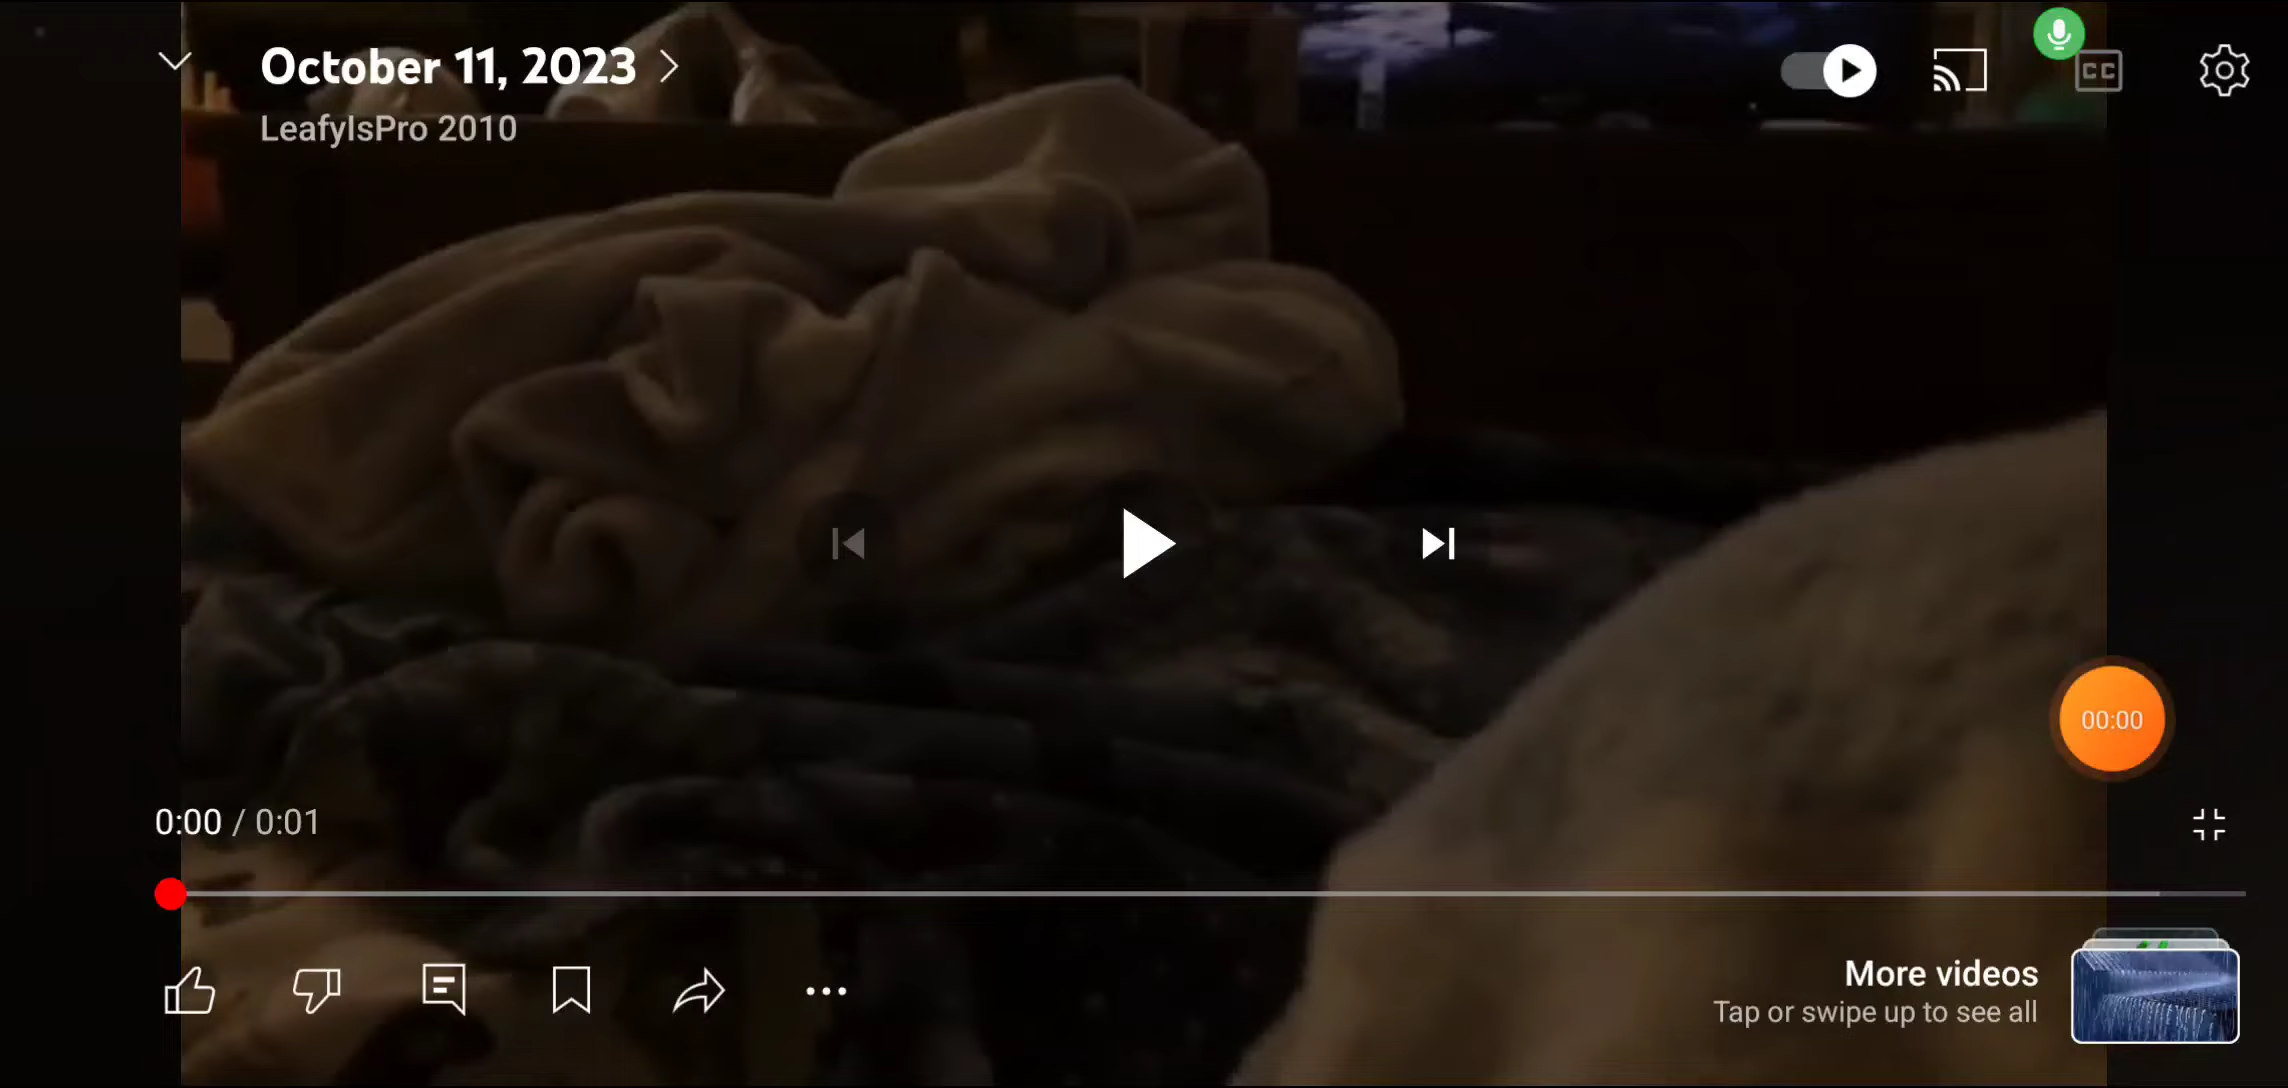 October 11, 2023
LeafyIsPro 2010
CC
00:00
0:00 / 0:01
More videos
Tap or swipe up to see all